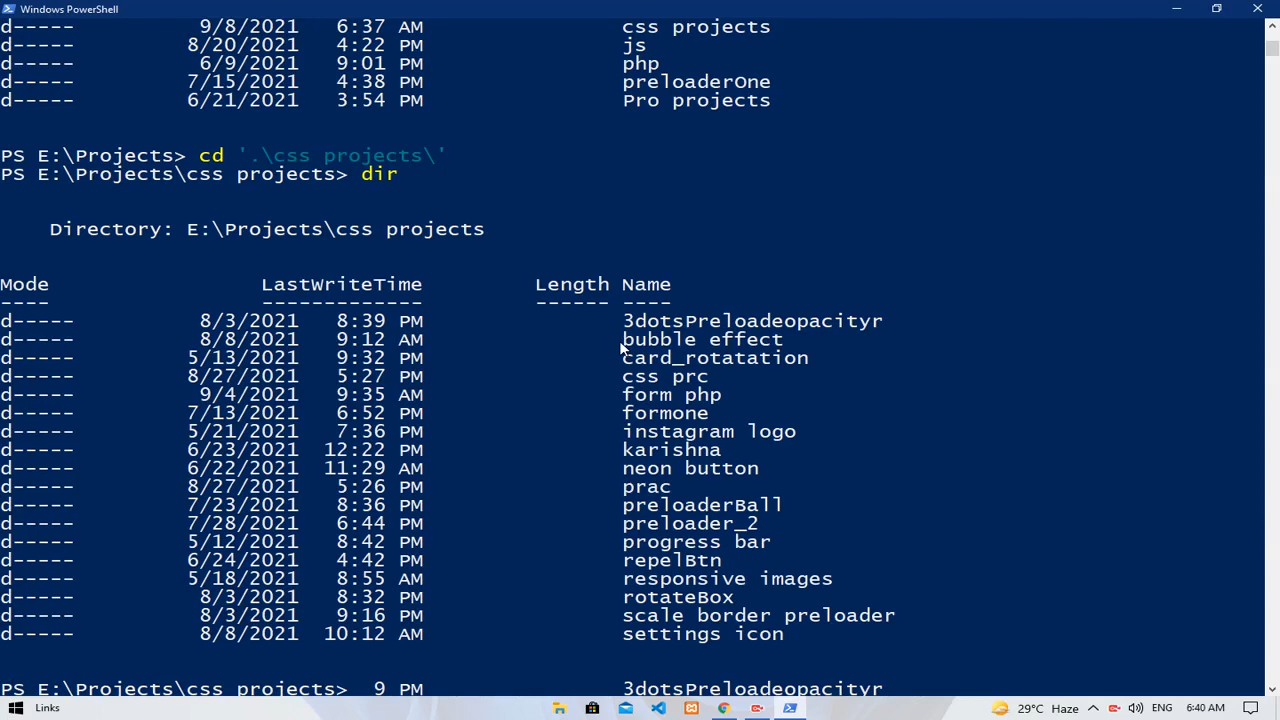 Windows PowerShell
d----- 9/8/2021 6:37 AM css projects
d----- 8/20/2021 4:22 PM js
d----- 6/9/2021 9:01 PM php
d----- 7/15/2021 4:38 PM preloaderOne
d----- 6/21/2021 3:54 PM Pro projects
PS E:\Projects> cd '.\css projects\'
PS E:\Projects\css projects> dir
Directory: E:\Projects\css projects
Mode LastWriteTime Length Name
---- ------------- ------ ----
d----- 8/3/2021 8:39 PM 3dotsPreloadeopacityr
d----- 8/8/2021 9:12 AM bubble effect
d----- 5/13/2021 9:32 PM card_rotatation
d----- 8/27/2021 5:27 PM css prc
d----- 9/4/2021 9:35 AM form php
d----- 7/13/2021 6:52 PM formone
d----- 5/21/2021 7:36 PM instagram logo
d----- 6/23/2021 12:22 PM karishna
d----- 6/22/2021 11:29 AM neon button
d----- 8/27/2021 5:26 PM prac
d----- 7/23/2021 8:36 PM preloaderBall
d----- 7/28/2021 6:44 PM preloader_2
d----- 5/12/2021 8:42 PM progress bar
d----- 6/24/2021 4:42 PM repelBtn
d----- 5/18/2021 8:55 AM responsive images
d----- 8/3/2021 8:32 PM rotateBox
d----- 8/3/2021 9:16 PM scale border preloader
d----- 8/8/2021 10:12 AM settings icon
PS E:\Projects\css projects> 9 PM 3dotsPreloadeopacityr
Links 29°C Haze ENG 6:40 AM